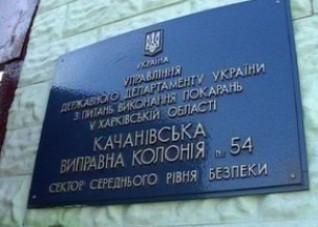 УКРАЇНА
УПРАВЛІННЯ
ДЕРЖАВНОГО ДЕПАРТАМЕНТУ УКРАЇНИ
З ПИТАНЬ ВИКОНАННЯ ПОКАРАНЬ
У ХАРКІВСЬКІЙ ОБЛАСТІ
КАЧАНІВСЬКА
ВИПРАВНА КОЛОНІЯ № 54
СЕКТОР СЕРЕДНЬОГО РІВНЯ БЕЗПЕКИ